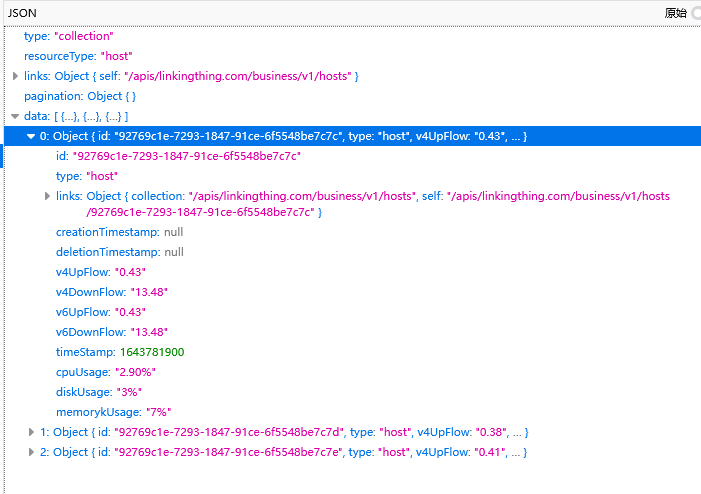 JSON
原始
type: "collection"
resourceType: "host"
links: Object { self: "/apis/linkingthing.com/business/v1/hosts" }
pagination: Object { }
data: [ {…}, {…}, {…} ]
0: Object { id: "92769c1e-7293-1847-91ce-6f5548be7c7c", type: "host", v4UpFlow: "0.43", … }
id: "92769c1e-7293-1847-91ce-6f5548be7c7c"
type: "host"
links: Object { collection: "/apis/linkingthing.com/business/v1/hosts", self: "/apis/linkingthing.com/business/v1/hosts
/92769c1e-7293-1847-91ce-6f5548be7c7c" }
creationTimestamp: null
deletionTimestamp: null
v4UpFlow: "0.43"
v4DownFlow: "13.48"
v6UpFlow: "0.43"
v6DownFlow: "13.48"
timeStamp: 1643781900
cpuUsage: "2.90%"
diskUsage: "3%"
memorykUsage: "7%"
1: Object { id: "92769c1e-7293-1847-91ce-6f5548be7c7d", type: "host", v4UpFlow: "0.38", … }
2: Object { id: "92769c1e-7293-1847-91ce-6f5548be7c7e", type: "host", v4UpFlow: "0.41", … }